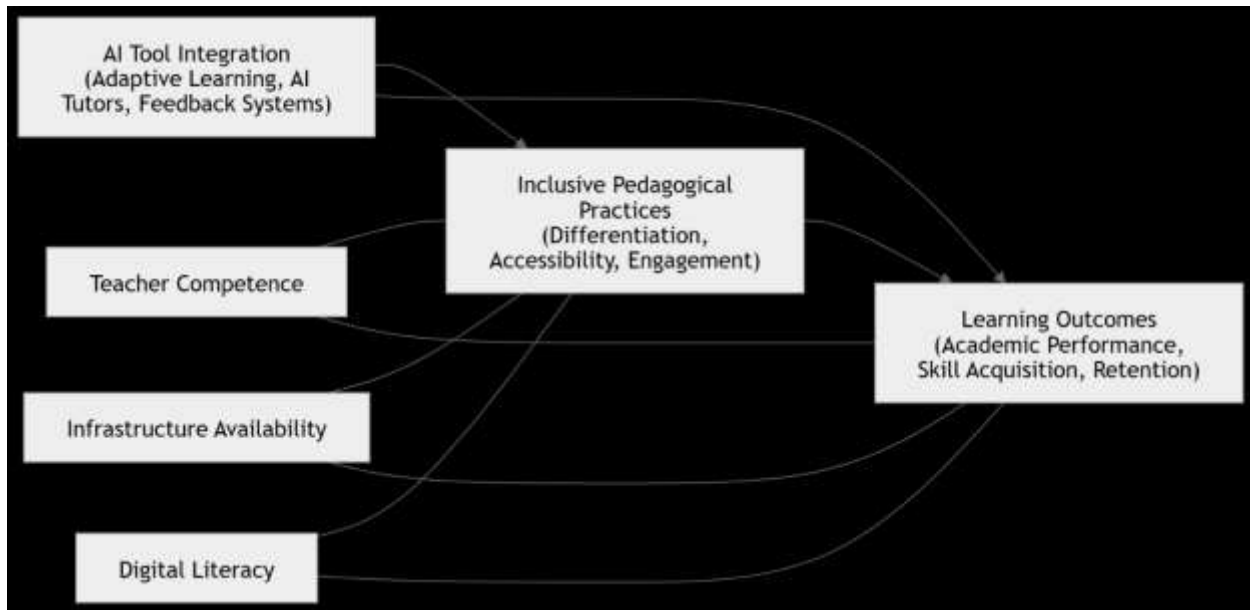 AI Tool Integration
(Adaptive Learning, AI
Tutors, Feedback Systems)
Inclusive Pedagogical
Practices
(Differentiation,
Accessibility, Engagement)
Teacher Competence
Learning Outcomes
(Academic Performance,
Skill Acquisition, Retention)
Infrastructure Availability
Digital Literacy